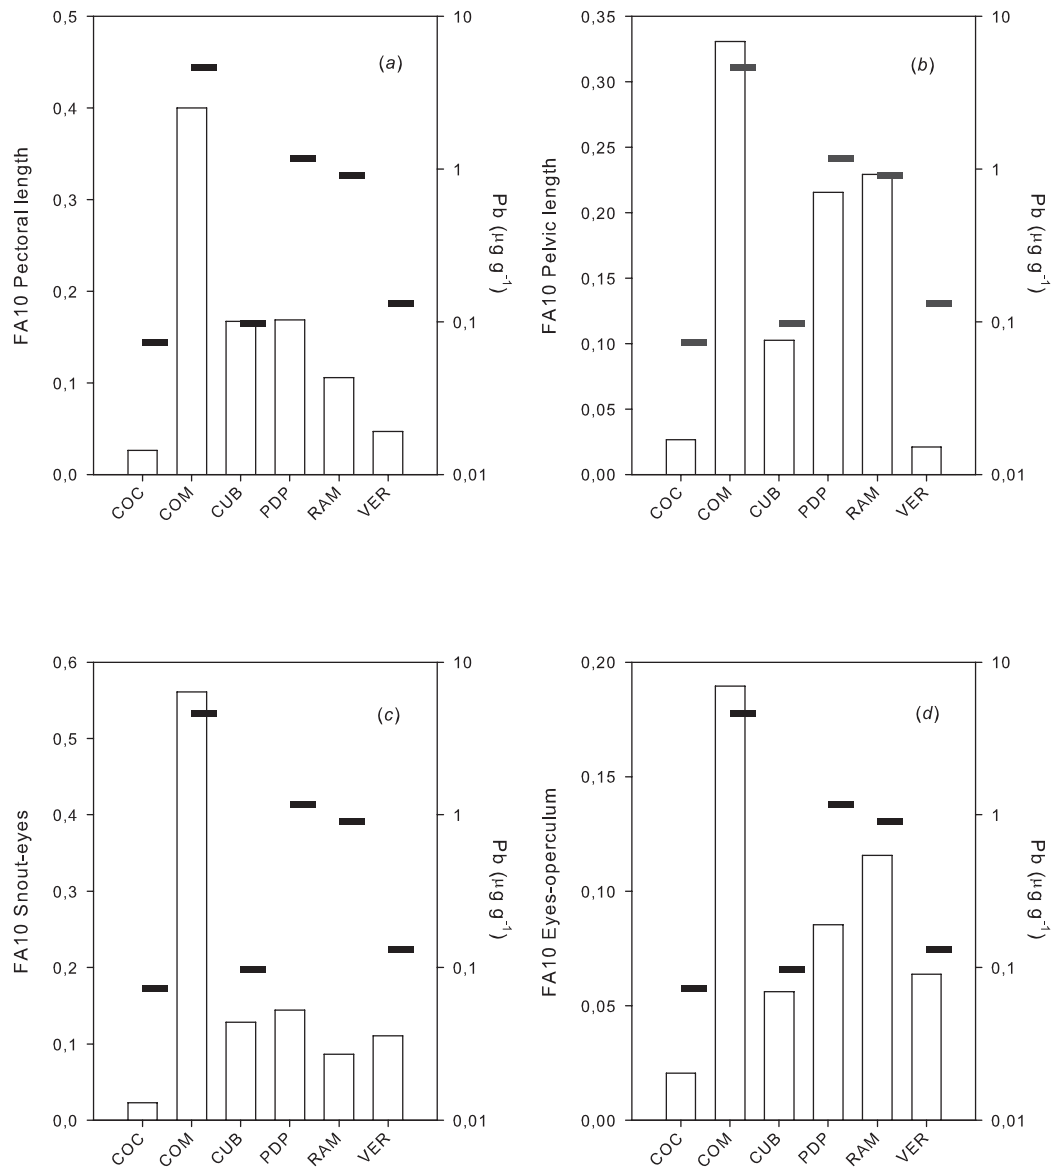 0,5
0,4
0,3
0,2
0,1
0,0
FA10 Pectoral length
(a)
10
1
0,1
0,01
Pb (µg g-1)
COC COM CUB PDP RAM VER
0,35
0,30
0,25
0,20
0,15
0,10
0,05
0,00
FA10 Pelvic length
(b)
10
1
0,1
0,01
Pb (µg g-1)
COC COM CUB PDP RAM VER
0,6
0,5
0,4
0,3
0,2
0,1
0,0
FA10 Snout-eyes
(c)
10
1
0,1
0,01
Pb (µg g-1)
COC COM CUB PDP RAM VER
0,20
0,15
0,10
0,05
0,00
FA10 Eyes-operculum
(d)
10
1
0,1
0,01
Pb (µg g-1)
COC COM CUB PDP RAM VER